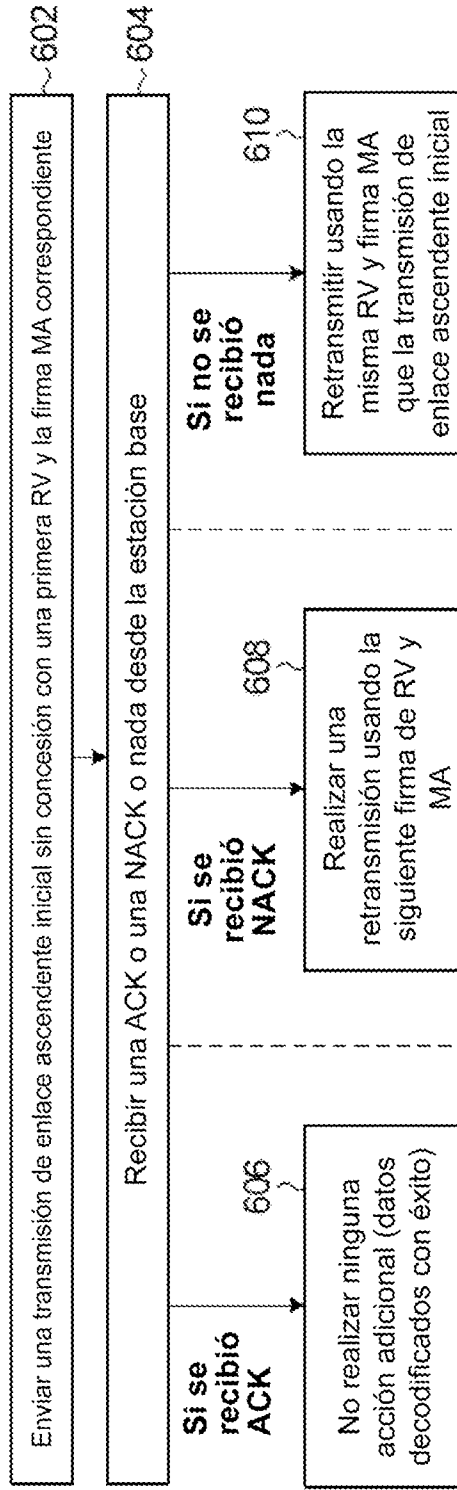 Enviar una transmisión de enlace ascendente inicial sin concesión con una primera RV y la firma MA correspondiente
602
Recibir una ACK o una NACK o nada desde la estación base
604
Si se
recibió
ACK
606
No realizar ninguna
acción adicional (datos
decodificados con éxito)
Si se
recibió
NACK
608
Realizar una
retransmisión usando la
siguiente firma de RV y
MA
Si no se
recibió
nada
610
Retransmitir usando la
misma RV y firma MA
que la transmisión de
enlace ascendente inicial